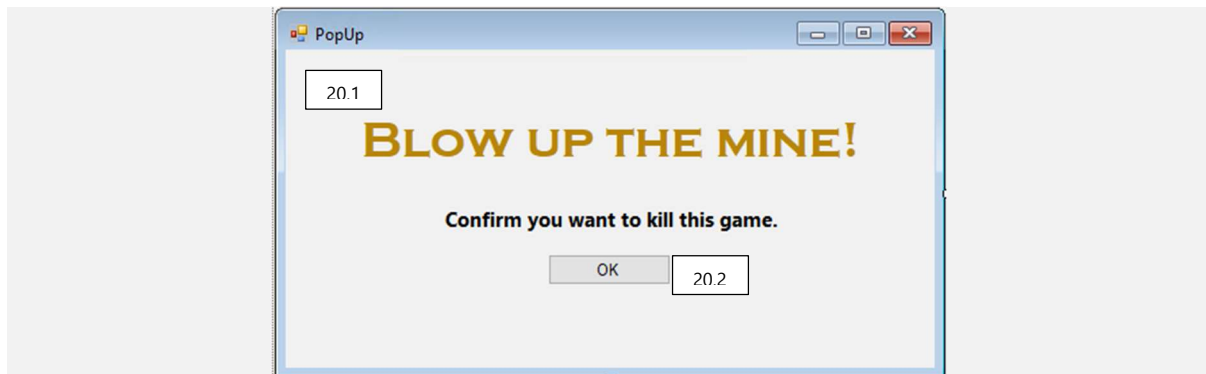 PopUp
20.1
BLOW UP THE MINE!
Confirm you want to kill this game.
OK
20.2